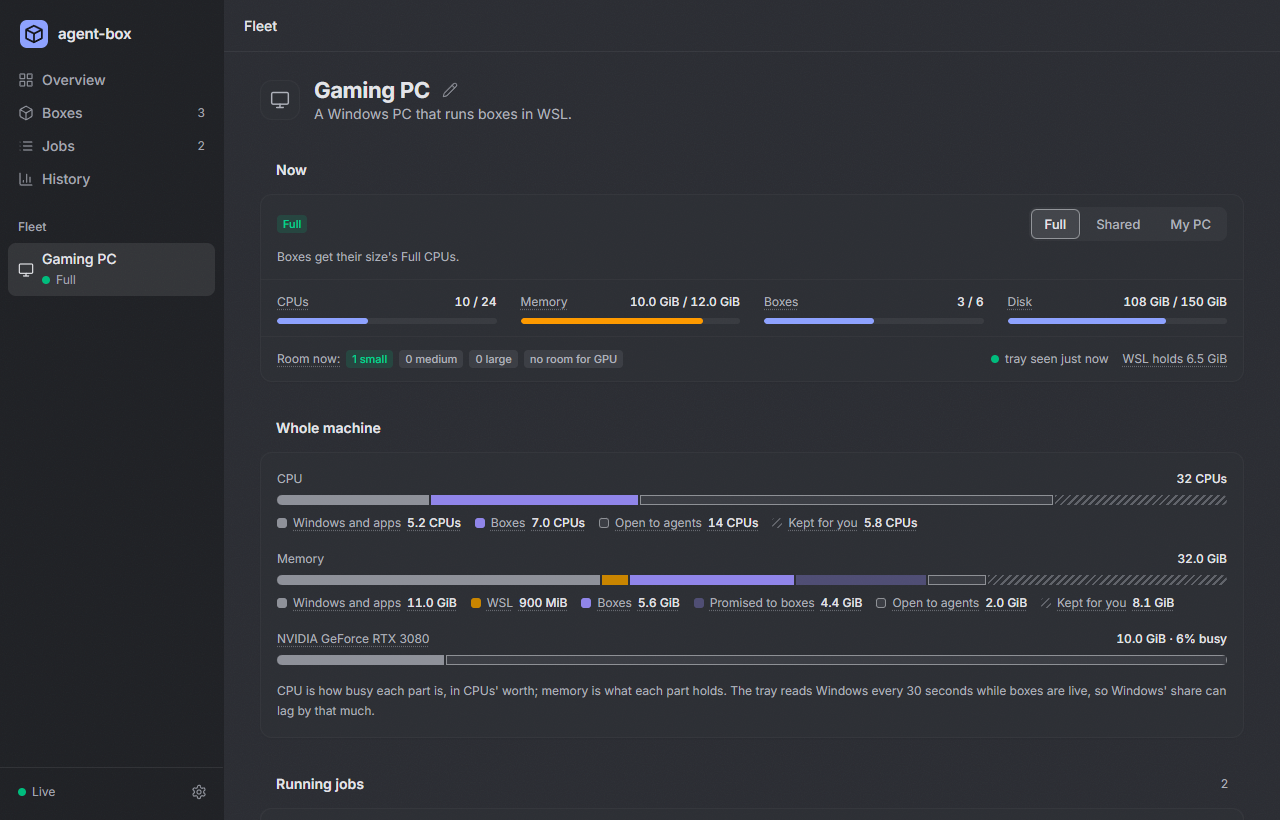 agent-box
Overview
Boxes 3
Jobs 2
History
Fleet
Gaming PC
Full
Live
Fleet
Gaming PC
A Windows PC that runs boxes in WSL.
Now
Full
Full Shared My PC
Boxes get their size's Full CPUs.
CPUs 10 / 24
Memory 10.0 GiB / 12.0 GiB
Boxes 3 / 6
Disk 108 GiB / 150 GiB
Room now: 1 small 0 medium 0 large no room for GPU
tray seen just now WSL holds 6.5 GiB
Whole machine
CPU 32 CPUs
Windows and apps 5.2 CPUs Boxes 7.0 CPUs Open to agents 14 CPUs Kept for you 5.8 CPUs
Memory 32.0 GiB
Windows and apps 11.0 GiB WSL 900 MiB Boxes 5.6 GiB Promised to boxes 4.4 GiB Open to agents 2.0 GiB Kept for you 8.1 GiB
NVIDIA GeForce RTX 3080 10.0 GiB · 6% busy
CPU is how busy each part is, in CPUs' worth; memory is what each part holds. The tray reads Windows every 30 seconds while boxes are live, so Windows' share can
lag by that much.
Running jobs 2